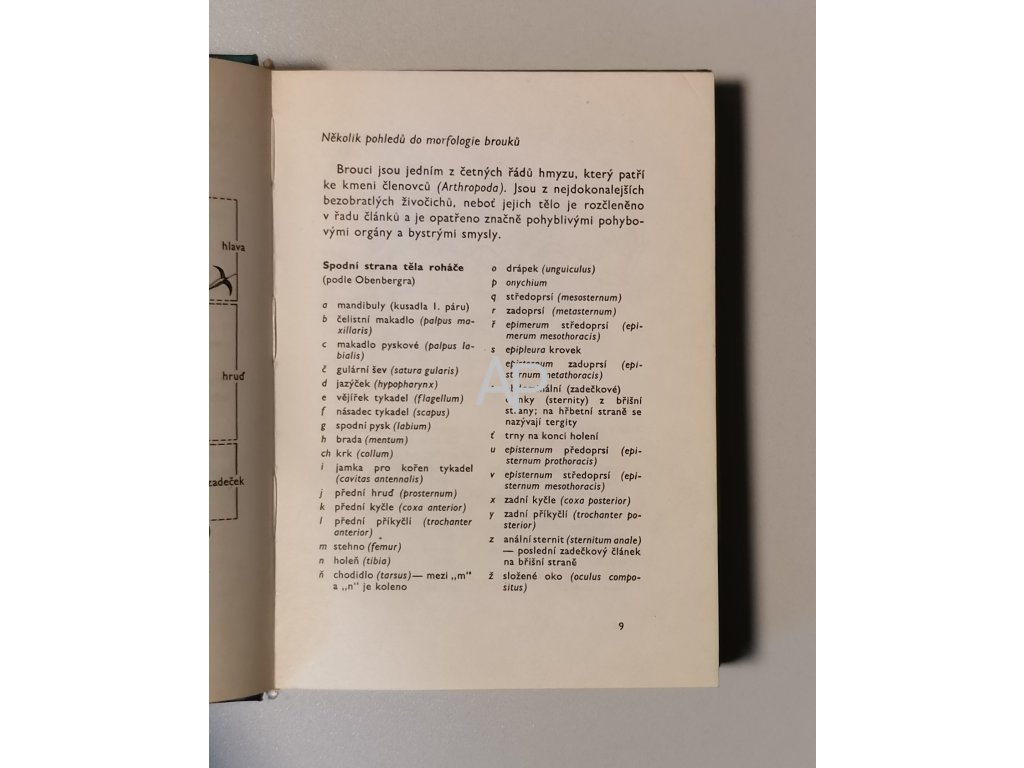 hlava
hruď
zadeček
Několik pohledů do morfologie brouků
Brouci jsou jedním z četných řádů hmyzu, který patří
ke kmeni členovců (Arthropoda). Jsou z nejdokonalejších
bezobratlých živočichů, neboť jejich tělo je rozčleněno
v řadu článků a je opatřeno značně pohyblivými pohybo-
vými orgány a bystrými smysly.
Spodní strana těla roháče
(podle Obenbergra)
a mandibuly (kusadla 1. páru)
b čelistní makadlo (palpus ma-
xillaris)
c makadlo pyskové (palpus la-
bialis)
č gulární šev (satura gularis)
d jazýček (hypopharynx)
e vějířek tykadel (flagellum)
f násadec tykadel (scapus)
g spodní pysk (labium)
h brada (mentum)
ch krk (collum)
i jamka pro kořen tykadel
(cavitas antennalis)
j přední hruď (prosternum)
k přední kyčle (coxa anterior)
l přední příkyčlí (trochanter
anterior)
m stehno (femur)
n holeň (tibia)
ň chodidlo (tarsus) — mezi „m“
a „n“ je koleno
o drápek (unguiculus)
p onychium
q středoprsí (mesosternum)
r zadoprsí (metasternum)
ř epimerum středoprsí (epi-
merum mesothoracis)
s epipleura krovek
episternum zadoprsí (epi-
sternum metathoracis)
(zadečkové)
články (sternity) z břišní
strany; na hřbetní straně se
nazývají tergity
ť trny na konci holení
u episternum předoprsí (epi-
sternum prothoracis)
v episternum středoprsí (epi-
sternum mesothoracis)
x zadní kyčle (coxa posterior)
y zadní příkyčlí (trochanter po-
sterior)
z anální sternit (sternitum anale)
— poslední zadečkový článek
na břišní straně
ž složené oko (oculus compo-
situs)
9
AP